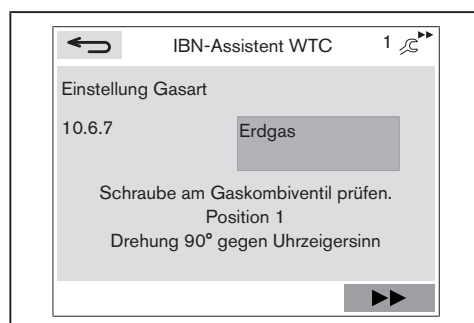 IBN-Assistent WTC 1
Einstellung Gasart
10.6.7 Erdgas
Schraube am Gaskombiventil prüfen.
Position 1
Drehung 90° gegen Uhrzeigersinn